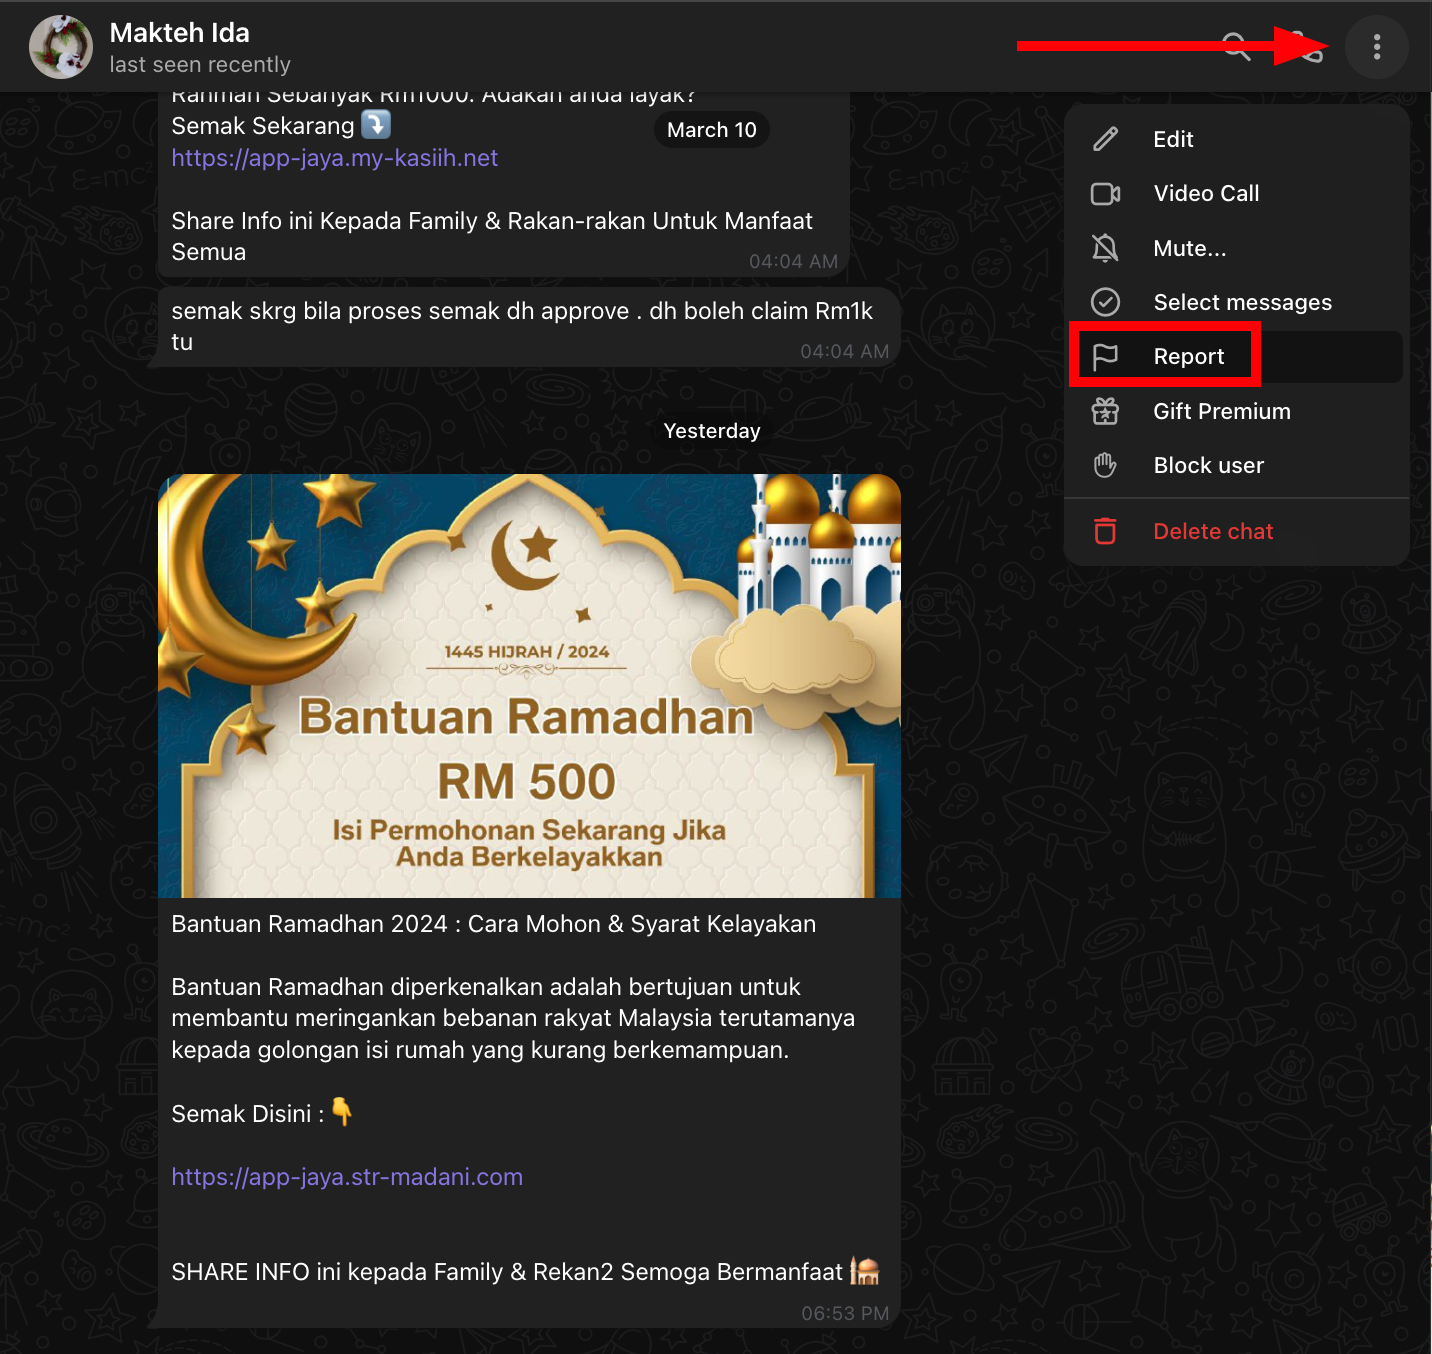 Makteh Ida
last seen recently
Rahman Sebanyak Rm1000. Adakah anda layak?
Semak Sekarang ⤵️
March 10
https://app-jaya.my-kasiih.net
Share Info ini Kepada Family & Rakan-rakan Untuk Manfaat
Semua
04:04 AM
semak skrg bila proses semak dh approve . dh boleh claim Rm1k
tu
04:04 AM
Yesterday
1445 HIJRAH / 2024
Bantuan Ramadhan
RM 500
Isi Permohonan Sekarang Jika
Anda Berkelayakkan
Bantuan Ramadhan 2024 : Cara Mohon & Syarat Kelayakan
Bantuan Ramadhan diperkenalkan adalah bertujuan untuk
membantu meringankan bebanan rakyat Malaysia terutamanya
kepada golongan isi rumah yang kurang berkemampuan.
Semak Disini : 👇
https://app-jaya.str-madani.com
SHARE INFO ini kepada Family & Rekan2 Semoga Bermanfaat 🕌
06:53 PM
Edit
Video Call
Mute...
Select messages
Report
Gift Premium
Block user
Delete chat